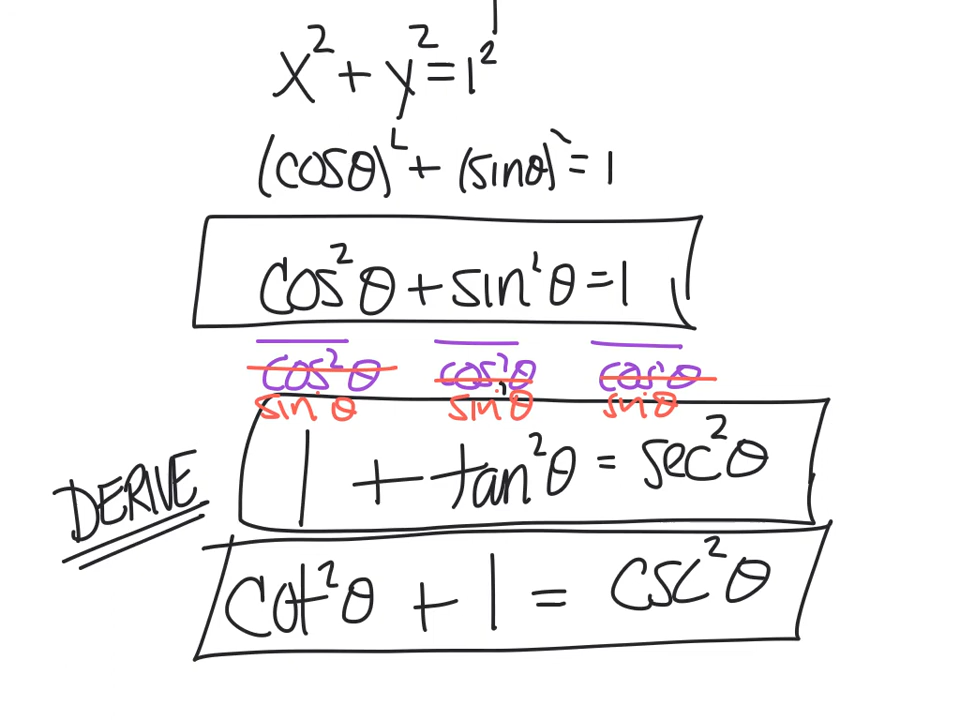 x² + y² = 1²
(cosθ)² + (sinθ)² = 1
cos²θ + sin²θ = 1
cos²θ cos²θ cos²θ
sin²θ sin²θ sin²θ
1 + tan²θ = sec²θ
DERIVE
cot²θ + 1 = csc²θ